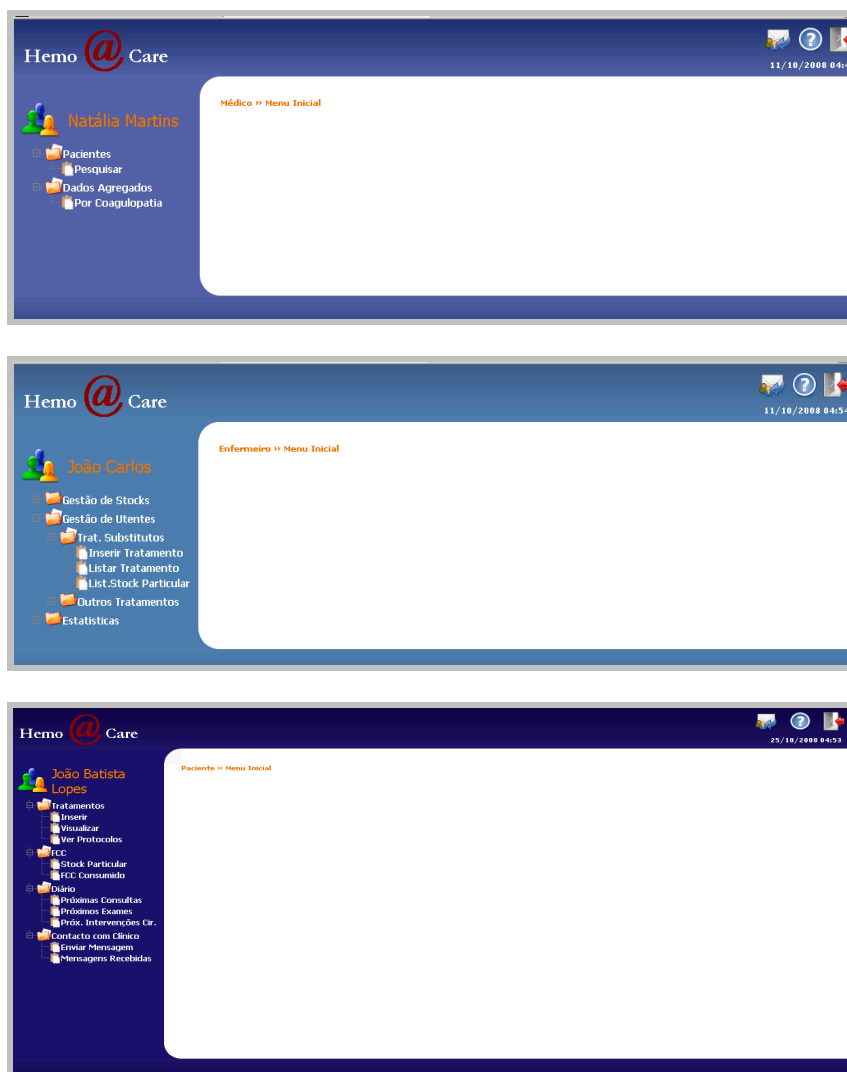 Hemo @ Care
11/10/2008 04:
Natália Martins
Médico ›› Menu Inicial
Pacientes
Pesquisar
Dados Agregados
Por Coagulopatia
Hemo @ Care
11/10/2008 04:54
João Carlos
Enfermeiro ›› Menu Inicial
Gestão de Stocks
Gestão de Utentes
Trat. Substitutos
Inserir Tratamento
Listar Tratamento
List.Stock Particular
Outros Tratamentos
Estatisticas
Hemo @ Care
25/10/2008 04:53
João Batista
Lopes
Paciente ›› Menu Inicial
Tratamentos
Inserir
Visualizar
Ver Protocolos
FCC
Stock Particular
FCC Consumido
Diário
Próximas Consultas
Próximos Exames
Próx. Intervenções Cir.
Contacto com Clínico
Enviar Mensagem
Mensagens Recebidas